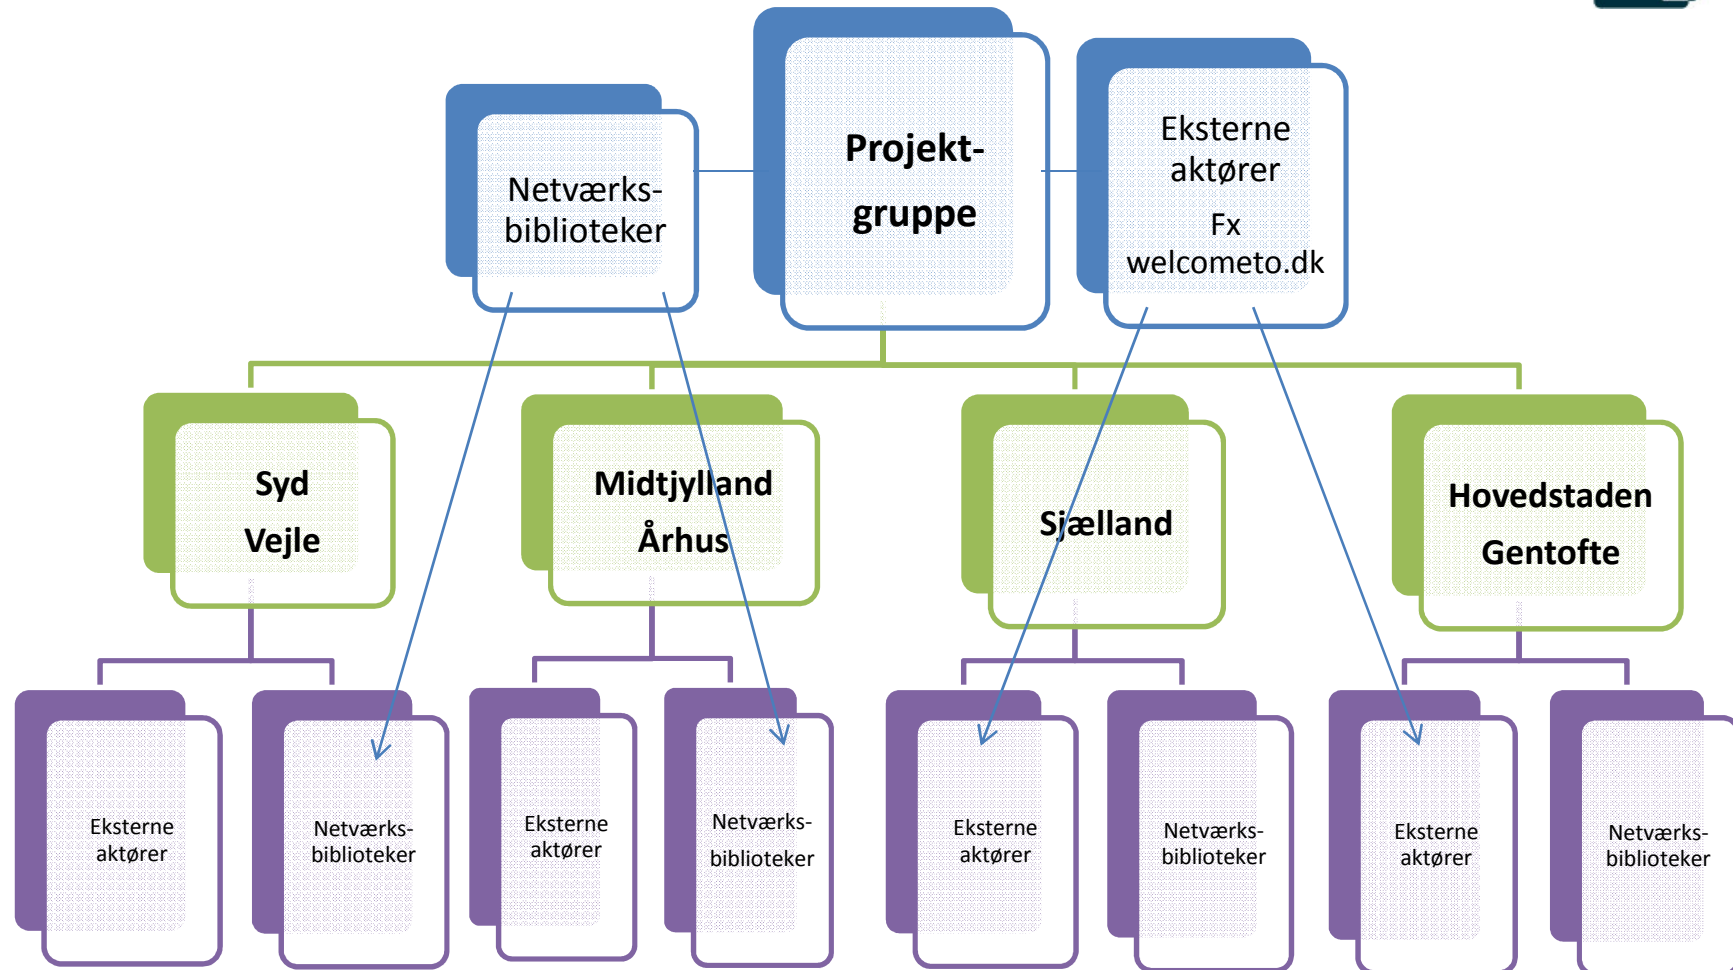 Netværks-
biblioteker
Projekt-
gruppe
Eksterne
aktører
Fx
welcometo.dk
Syd
Vejle
Midtjylland
Århus
Sjælland
Hovedstaden
Gentofte
Eksterne
aktører
Netværks-
biblioteker
Eksterne
aktører
Netværks-
biblioteker
Eksterne
aktører
Netværks-
biblioteker
Eksterne
aktører
Netværks-
biblioteker